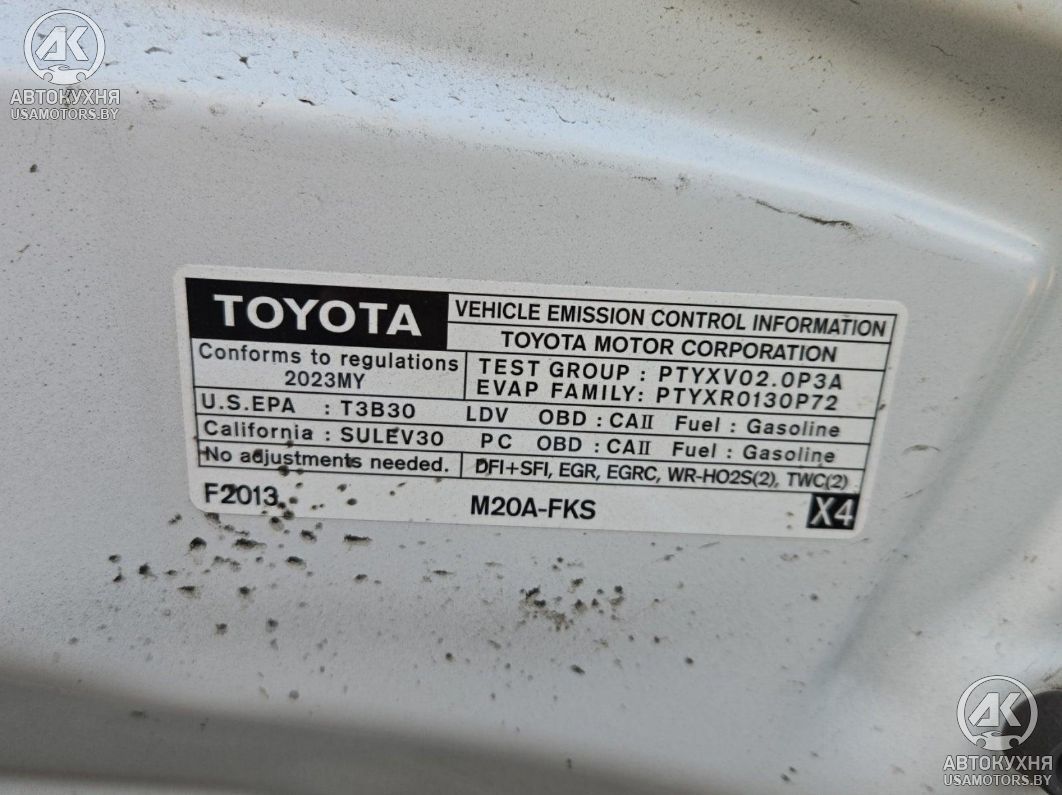 АК
АВТОКУХНЯ
USAMOTORS.BY
TOYOTA
VEHICLE EMISSION CONTROL INFORMATION
TOYOTA MOTOR CORPORATION
Conforms to regulations
2023MY
TEST GROUP : PTYXV02.0P3A
EVAP FAMILY: PTYXR0130P72
U.S.EPA : T3B30 LDV OBD : CAII Fuel : Gasoline
California : SULEV30 PC OBD : CAII Fuel : Gasoline
No adjustments needed. DFI+SFI, EGR, EGRC, WR-HO2S(2), TWC(2)
F2013 M20A-FKS X4
АК
АВТОКУХНЯ
USAMOTORS.BY